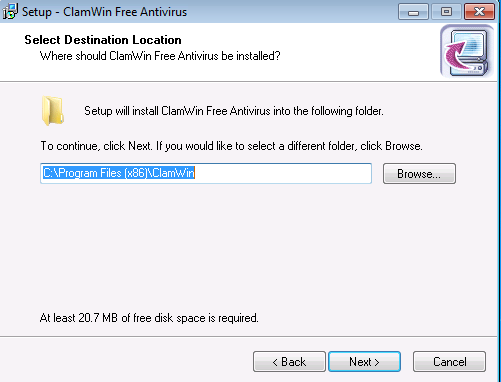 Setup - ClamWin Free Antivirus
Select Destination Location
Where should ClamWin Free Antivirus be installed?
Setup will install ClamWin Free Antivirus into the following folder.
To continue, click Next. If you would like to select a different folder, click Browse.
C:\Program Files (x86)\ClamWin
Browse...
At least 20.7 MB of free disk space is required.
< Back
Next >
Cancel